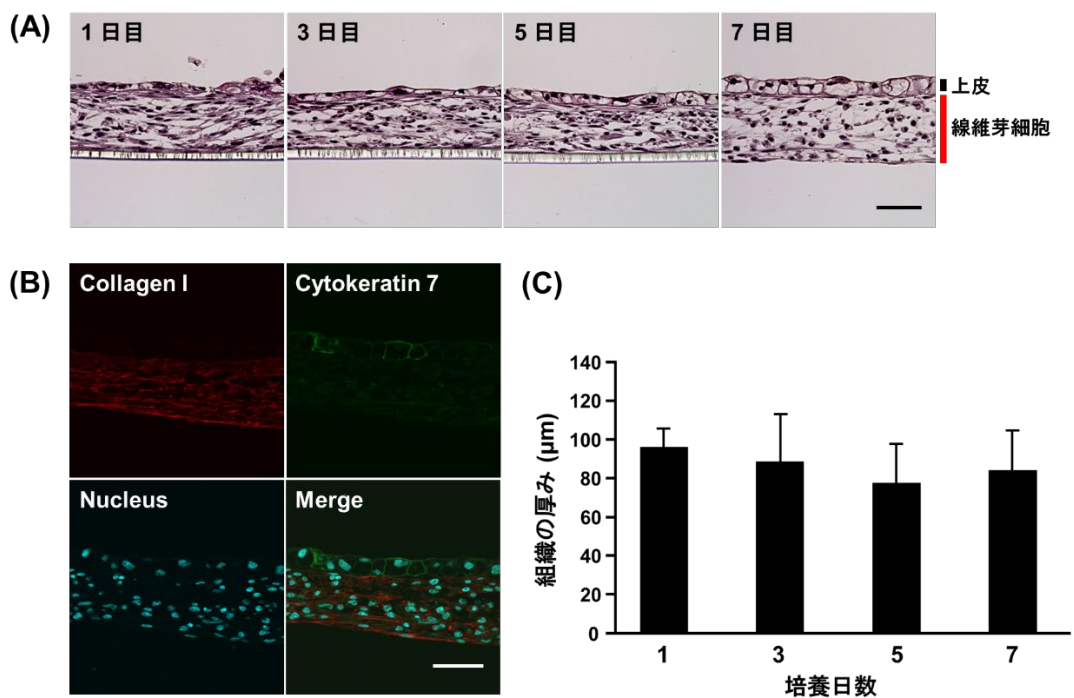 (A)
1 日目
3 日目
5 日目
7 日目
上皮
線維芽細胞
(B)
Collagen I
Cytokeratin 7
Nucleus
Merge
(C)
組織の厚み (μm)
140
120
100
80
60
40
20
0
1 3 5 7
培養日数